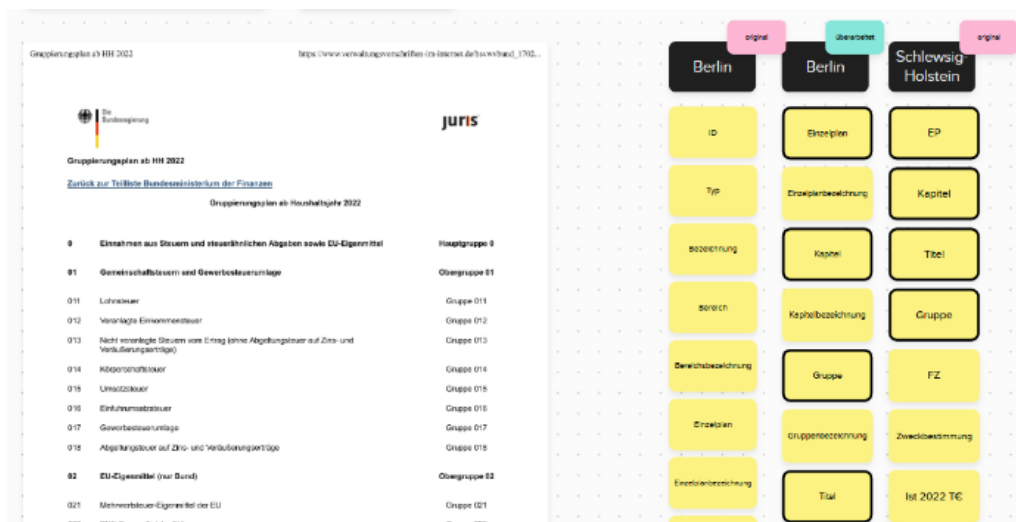 Gruppierungsplan ab HH 2022
https://www.verwaltungsvorschriften-im-internet.de/bsvwvbund_1702...
Die
Bundesregierung
juris
Gruppierungsplan ab HH 2022
Zurück zur Teilliste Bundesministerium der Finanzen
Gruppierungsplan ab Haushaltsjahr 2022
0 Einnahmen aus Steuern und steuerähnlichen Abgaben sowie EU-Eigenmittel Hauptgruppe 0
01 Gemeinschaftsteuern und Gewerbesteuerumlage Obergruppe 01
011 Lohnsteuer Gruppe 011
012 Veranlagte Einkommensteuer Gruppe 012
013 Nicht veranlagte Steuern vom Ertrag (ohne Abgeltungsteuer auf Zins- und Gruppe 013
Veräußerungserträge)
014 Körperschaftsteuer Gruppe 014
015 Umsatzsteuer Gruppe 015
016 Einfuhrumsatzsteuer Gruppe 016
017 Gewerbesteuerumlage Gruppe 017
018 Abgeltungsteuer auf Zins- und Veräußerungserträge Gruppe 018
02 EU-Eigenmittel (nur Bund) Obergruppe 02
021 Mehrwertsteuer-Eigenmittel der EU Gruppe 021
original
Berlin
ID
Typ
Bezeichnung
Bereich
Bereichsbezeichnung
Einzelplan
Einzelplanbezeichnung
überarbeitet
Berlin
Einzelplan
Einzelplanbezeichnung
Kapitel
Kapitelbezeichnung
Gruppe
Gruppenbezeichnung
Titel
original
Schlewsig-
Holstein
EP
Kapitel
Titel
Gruppe
FZ
Zweckbestimmung
Ist 2022 T€